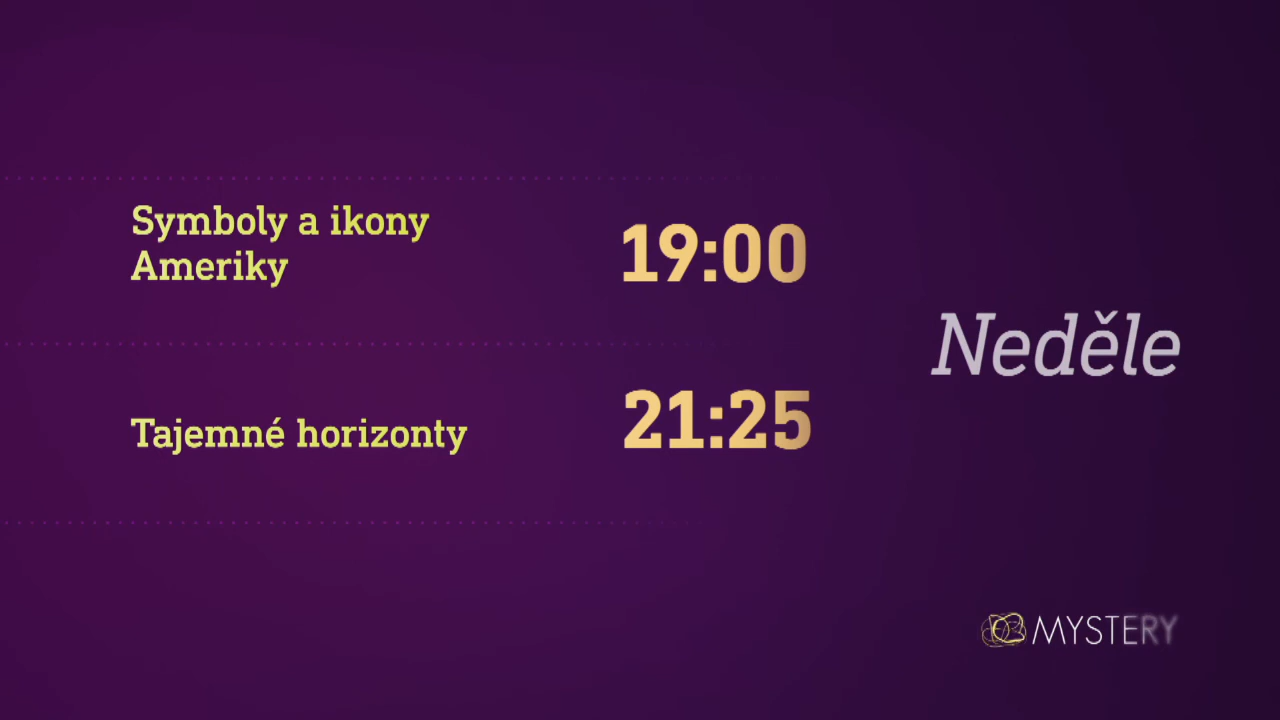 Symboly a ikony
Ameriky
19:00
Neděle
Tajemné horizonty
21:25
MYSTERY